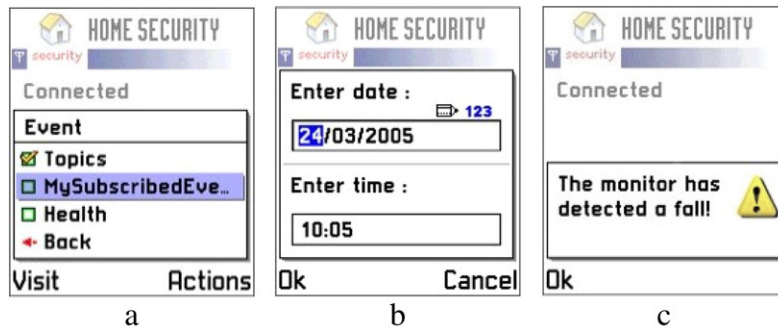 HOME SECURITY
security
Connected
Event
Topics
MySubscribedEve...
Health
Back
Visit Actions
a
HOME SECURITY
security
Enter date :
123
24/03/2005
Enter time :
10:05
Ok Cancel
b
HOME SECURITY
security
Connected
The monitor has
detected a fall!
Ok
c